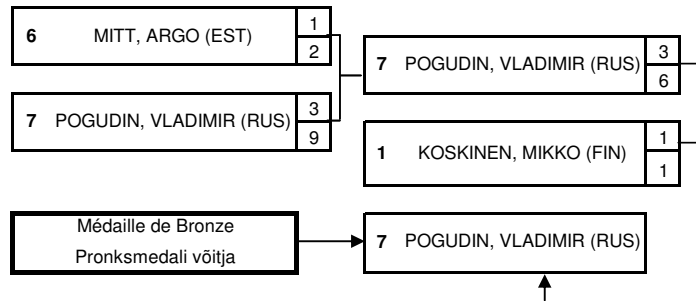 6 MITT, ARGO (EST) 1
2
7 POGUDIN, VLADIMIR (RUS) 3
9
7 POGUDIN, VLADIMIR (RUS) 3
6
1 KOSKINEN, MIKKO (FIN) 1
1
Médaille de Bronze
Pronksmedali võitja
7 POGUDIN, VLADIMIR (RUS)